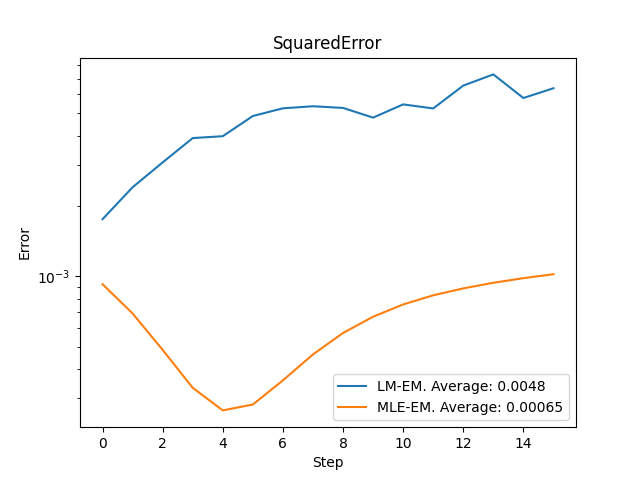 SquaredError
Error
10⁻³
LM-EM. Average: 0.0048
MLE-EM. Average: 0.00065
0 2 4 6 8 10 12 14
Step